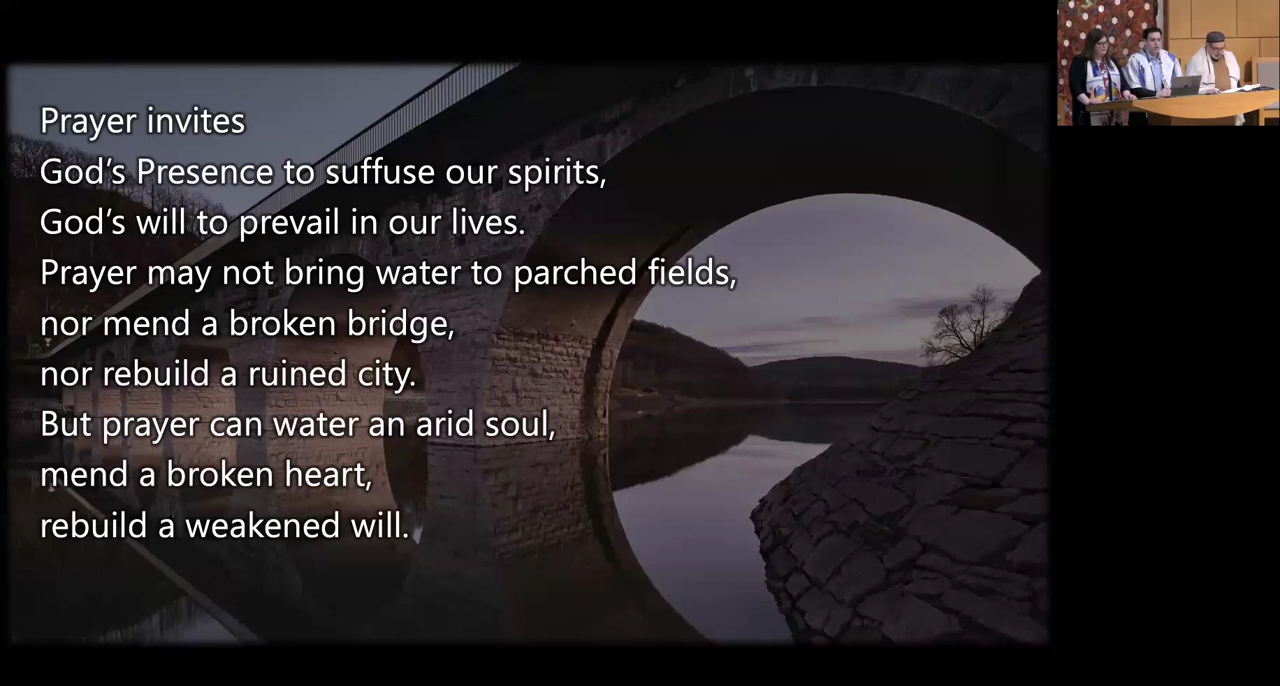 Prayer invites
God’s Presence to suffuse our spirits,
God’s will to prevail in our lives.
Prayer may not bring water to parched fields,
nor mend a broken bridge,
nor rebuild a ruined city.
But prayer can water an arid soul,
mend a broken heart,
rebuild a weakened will.